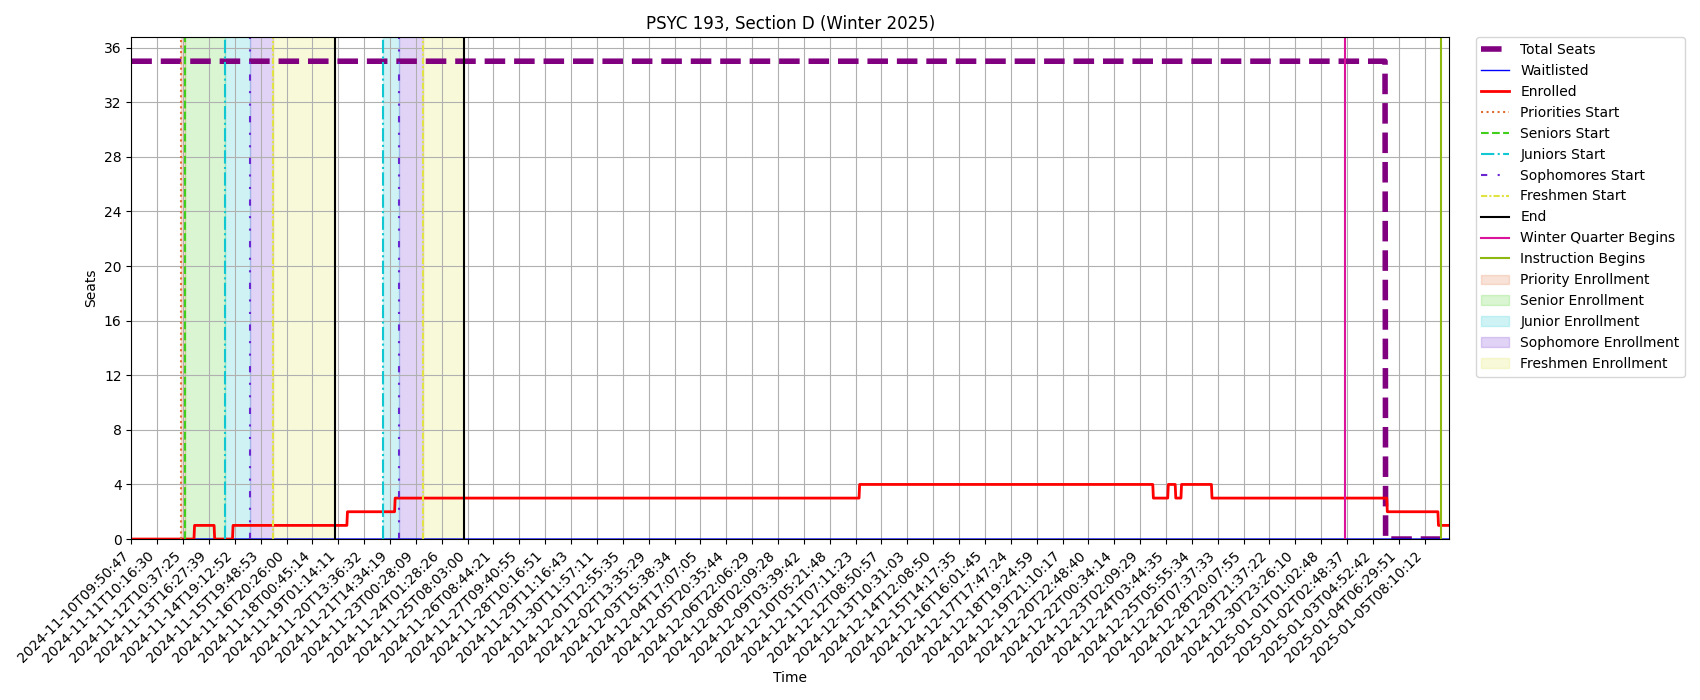 PSYC 193, Section D (Winter 2025)
Seats
36
32
28
24
20
16
12
8
4
0
2024-11-10T09:50:47
2024-11-11T10:16:30
2024-11-12T10:37:25
2024-11-13T16:27:39
2024-11-14T19:12:52
2024-11-15T19:48:53
2024-11-16T20:26:00
2024-11-18T00:45:14
2024-11-19T01:14:11
2024-11-20T13:36:32
2024-11-21T14:34:19
2024-11-23T00:28:09
2024-11-24T01:28:26
2024-11-25T08:03:00
2024-11-26T08:44:21
2024-11-27T09:40:55
2024-11-28T10:16:51
2024-11-29T11:16:43
2024-11-30T11:57:11
2024-12-01T12:55:35
2024-12-02T13:35:29
2024-12-03T15:38:34
2024-12-04T17:07:05
2024-12-05T20:35:44
2024-12-06T22:06:29
2024-12-08T02:09:28
2024-12-09T03:39:42
2024-12-10T05:21:48
2024-12-11T07:11:23
2024-12-12T08:50:57
2024-12-13T10:31:03
2024-12-14T12:08:50
2024-12-15T14:17:35
2024-12-16T16:01:45
2024-12-17T17:47:24
2024-12-18T19:24:59
2024-12-19T21:10:17
2024-12-20T22:48:40
2024-12-22T00:34:14
2024-12-23T02:09:29
2024-12-24T03:44:35
2024-12-25T05:55:34
2024-12-26T07:37:33
2024-12-28T20:07:55
2024-12-29T21:37:22
2024-12-30T23:26:10
2025-01-01T01:02:48
2025-01-02T02:48:37
2025-01-03T04:52:42
2025-01-04T06:29:51
2025-01-05T08:10:12
Time
Total Seats
Waitlisted
Enrolled
Priorities Start
Seniors Start
Juniors Start
Sophomores Start
Freshmen Start
End
Winter Quarter Begins
Instruction Begins
Priority Enrollment
Senior Enrollment
Junior Enrollment
Sophomore Enrollment
Freshmen Enrollment